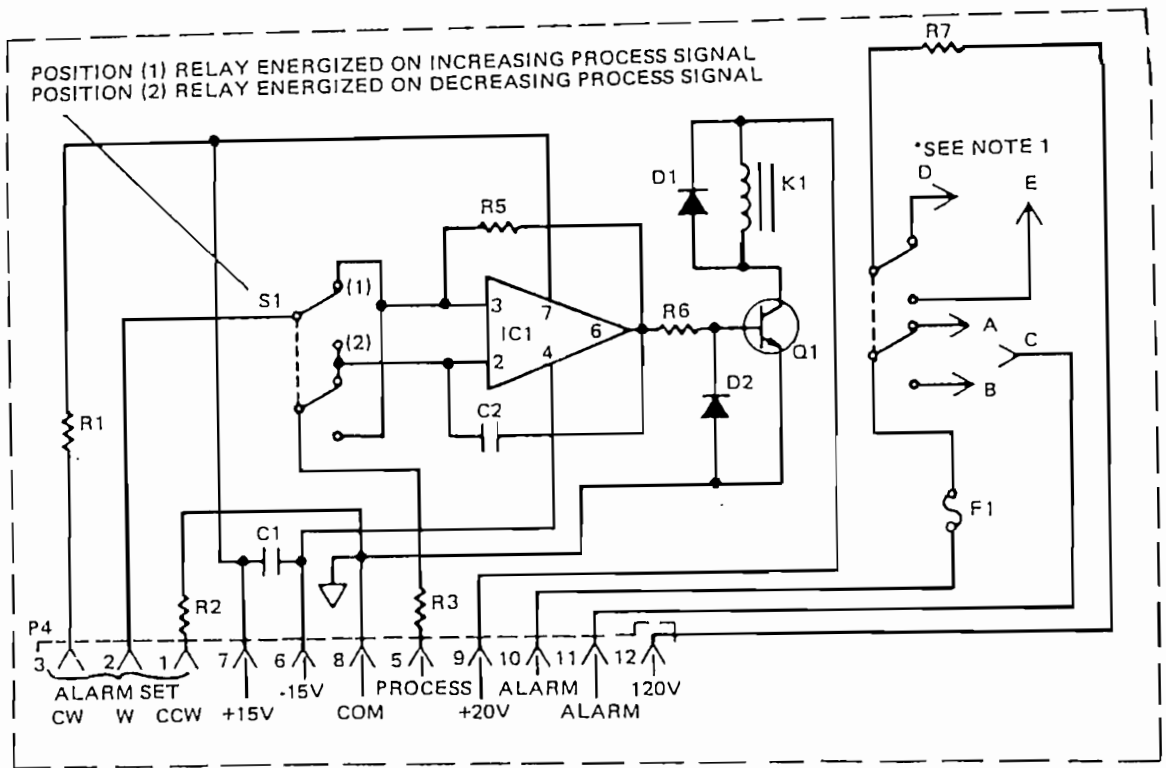 POSITION (1) RELAY ENERGIZED ON INCREASING PROCESS SIGNAL
POSITION (2) RELAY ENERGIZED ON DECREASING PROCESS SIGNAL
R7
*SEE NOTE 1
D
E
D1
K1
R5
S1
(1)
3
7
IC1
6
R6
Q1
A
C
(2)
2
4
D2
B
C2
R1
F1
C1
R2
R3
P4
3
2
1
7
6
8
5
9
10
11
12
ALARM SET
-15V
PROCESS
ALARM
120V
CW
W
CCW
+15V
COM
+20V
ALARM